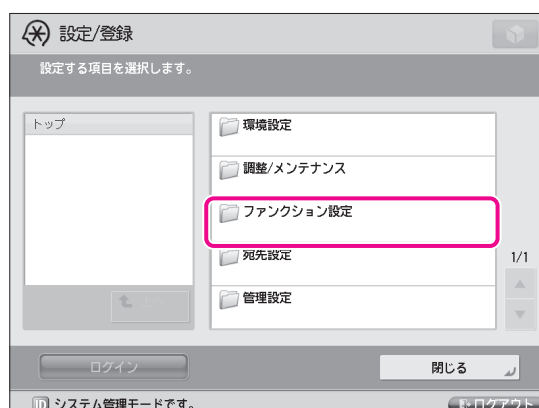 設定/登録
設定する項目を選択します。
トップ
環境設定
調整/メンテナンス
ファンクション設定
宛先設定
管理設定
1/1
ログイン
閉じる
ID システム管理モードです。
ログアウト